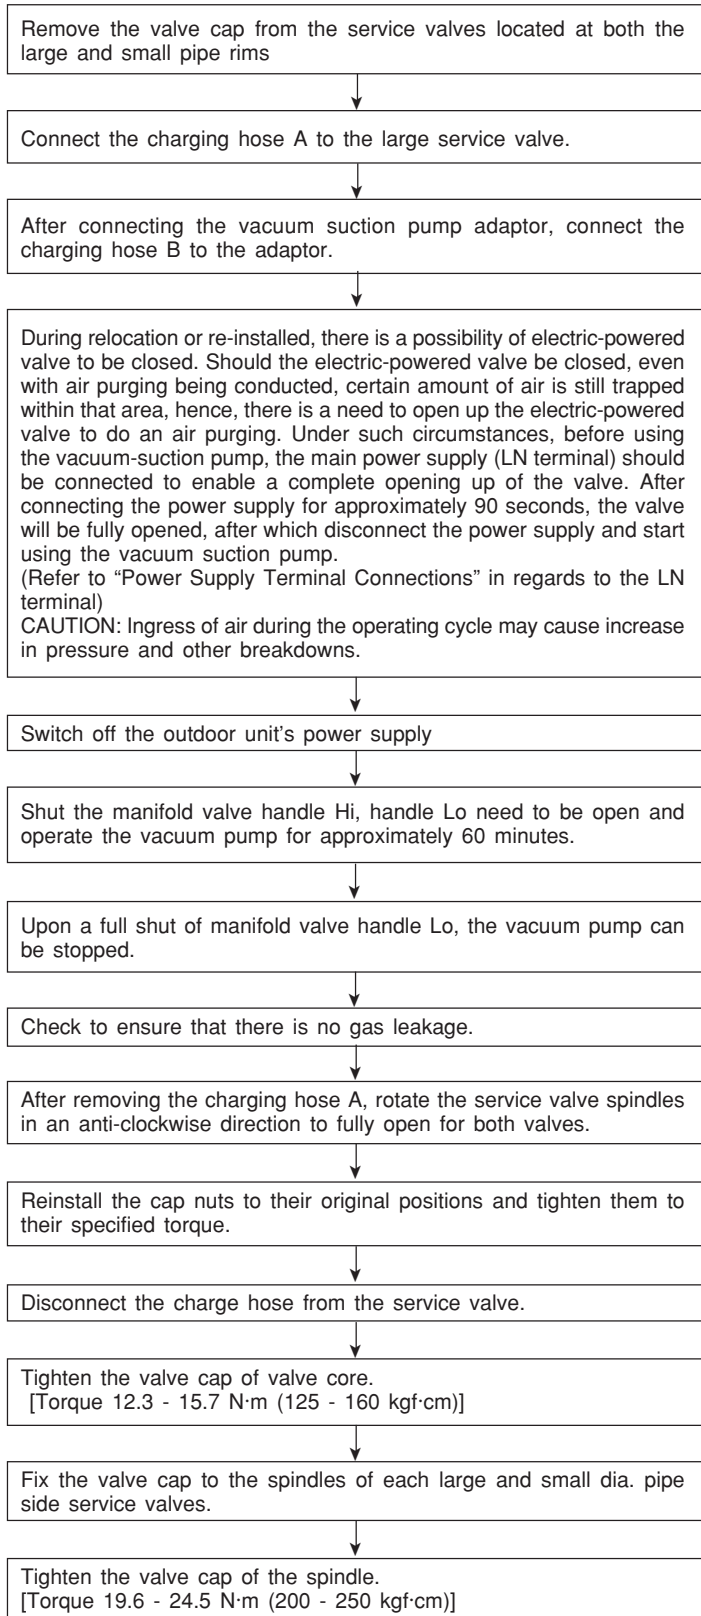 Remove the valve cap from the service valves located at both the
large and small pipe rims
Connect the charging hose A to the large service valve.
After connecting the vacuum suction pump adaptor, connect the
charging hose B to the adaptor.
During relocation or re-installed, there is a possibility of electric-powered
valve to be closed. Should the electric-powered valve be closed, even
with air purging being conducted, certain amount of air is still trapped
within that area, hence, there is a need to open up the electric-powered
valve to do an air purging. Under such circumstances, before using
the vacuum-suction pump, the main power supply (LN terminal) should
be connected to enable a complete opening up of the valve. After
connecting the power supply for approximately 90 seconds, the valve
will be fully opened, after which disconnect the power supply and start
using the vacuum suction pump.
(Refer to “Power Supply Terminal Connections” in regards to the LN
terminal)
CAUTION: Ingress of air during the operating cycle may cause increase
in pressure and other breakdowns.
Switch off the outdoor unit’s power supply
Shut the manifold valve handle Hi, handle Lo need to be open and
operate the vacuum pump for approximately 60 minutes.
Upon a full shut of manifold valve handle Lo, the vacuum pump can
be stopped.
Check to ensure that there is no gas leakage.
After removing the charging hose A, rotate the service valve spindles
in an anti-clockwise direction to fully open for both valves.
Reinstall the cap nuts to their original positions and tighten them to
their specified torque.
Disconnect the charge hose from the service valve.
Tighten the valve cap of valve core.
[Torque 12.3 - 15.7 N·m (125 - 160 kgf·cm)]
Fix the valve cap to the spindles of each large and small dia. pipe
side service valves.
Tighten the valve cap of the spindle.
[Torque 19.6 - 24.5 N·m (200 - 250 kgf·cm)]